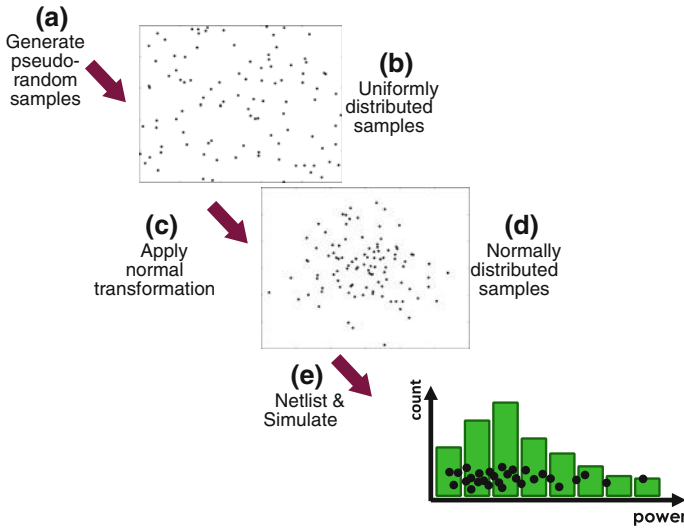 (a)
Generate
pseudo-
random
samples
(b)
Uniformly
distributed
samples
(c)
Apply
normal
transformation
(d)
Normally
distributed
samples
(e)
Netlist &
Simulate
count
power